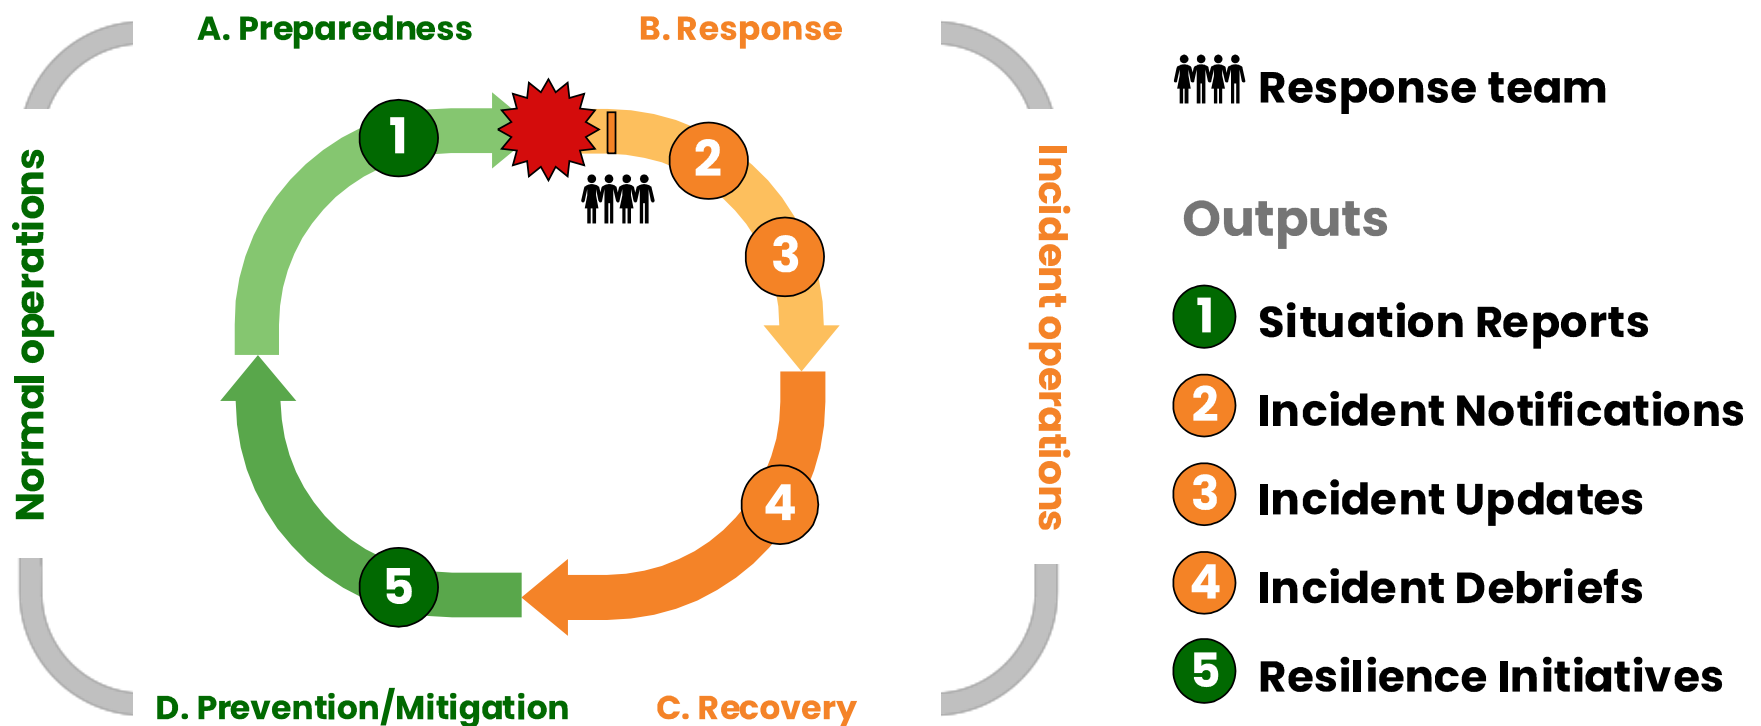 A. Preparedness
B. Response
Normal operations
Incident operations
1
2
3
4
5
D. Prevention/Mitigation
C. Recovery
Response team
Outputs
1 Situation Reports
2 Incident Notifications
3 Incident Updates
4 Incident Debriefs
5 Resilience Initiatives